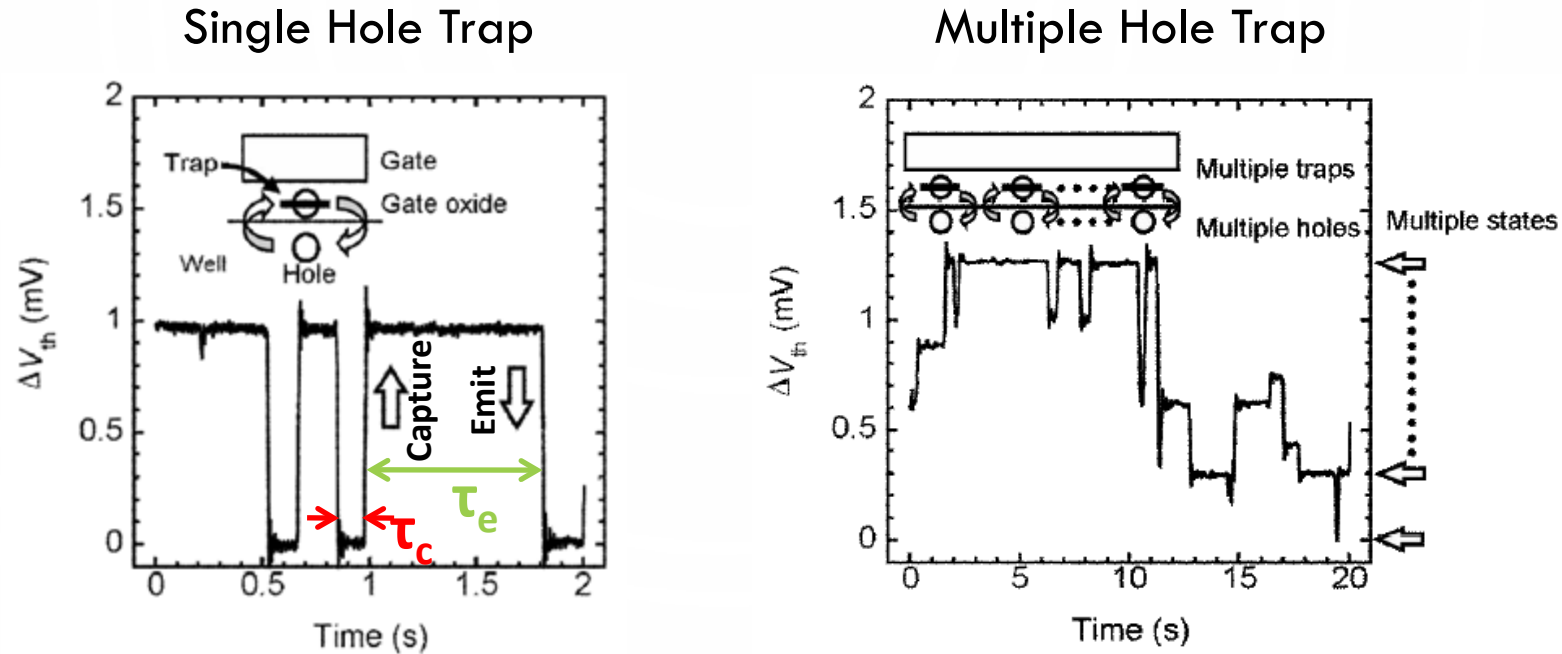 Single Hole Trap
2
1.5
1
0.5
0
ΔVth (mV)
0
0.5
1
1.5
2
Time (s)
Trap
Gate
Gate oxide
Well
Hole
Capture
Emit
τe
τc
Multiple Hole Trap
2
1.5
1
0.5
0
ΔVth (mV)
0
5
10
15
20
Time (s)
Multiple traps
Multiple holes
Multiple states